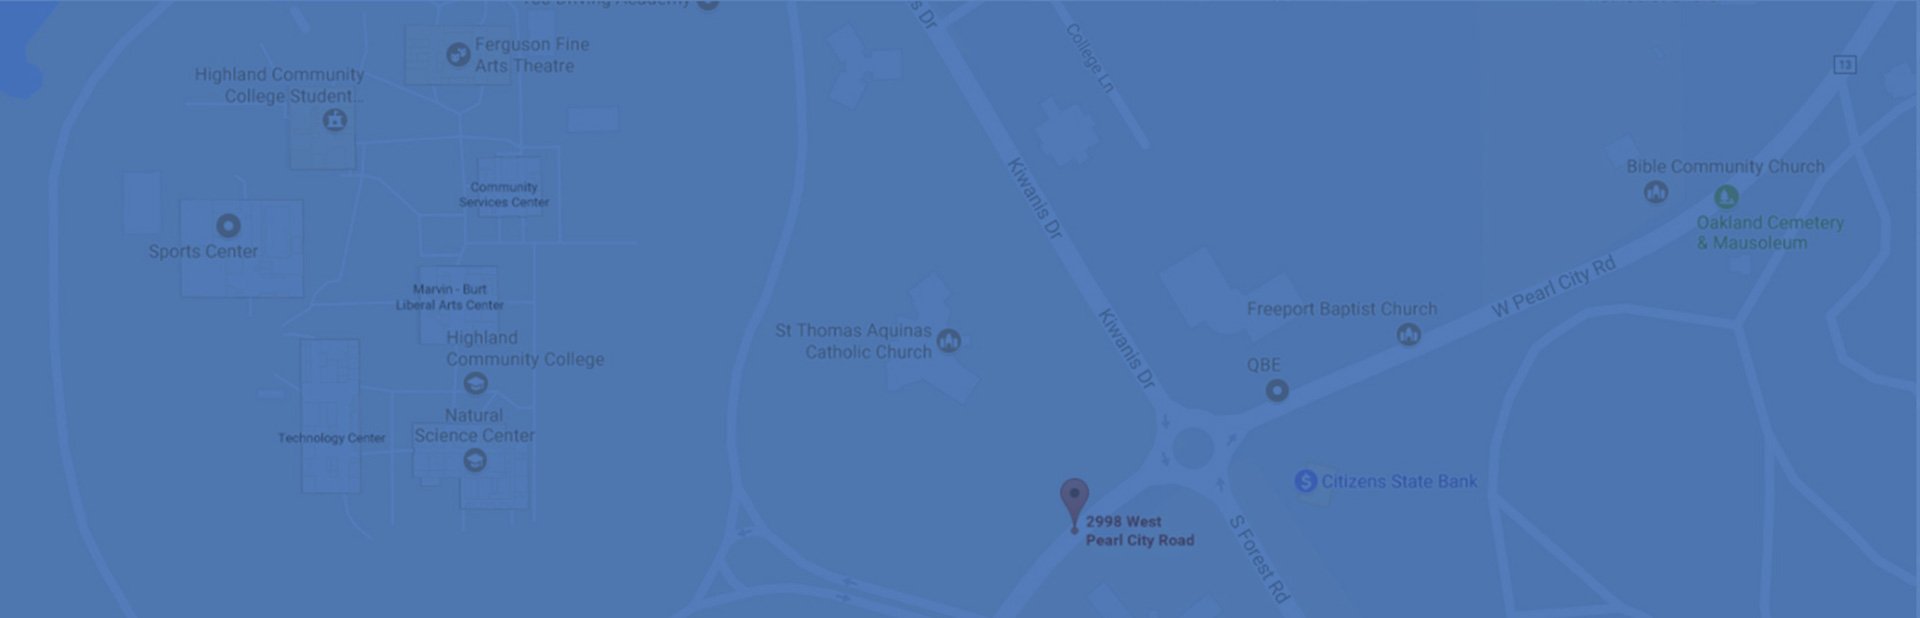 Ferguson Fine
Arts Theatre
Highland Community
College Student...
Community
Services Center
Sports Center
Marvin - Burt
Liberal Arts Center
Highland
Community College
Natural
Science Center
Technology Center
s Dr
College Ln
Kiwanis Dr
Kiwanis Dr
St Thomas Aquinas
Catholic Church
13
Bible Community Church
Oakland Cemetery
& Mausoleum
W Pearl City Rd
Freeport Baptist Church
QBE
$ Citizens State Bank
2998 West
Pearl City Road
S Forest Rd